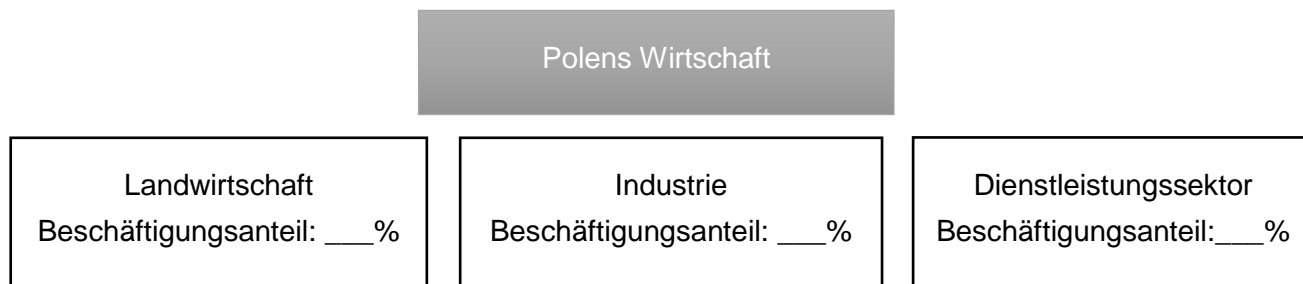 Polens Wirtschaft
Landwirtschaft
Beschäftigungsanteil: ___%
Industrie
Beschäftigungsanteil: ___%
Dienstleistungssektor
Beschäftigungsanteil:___%